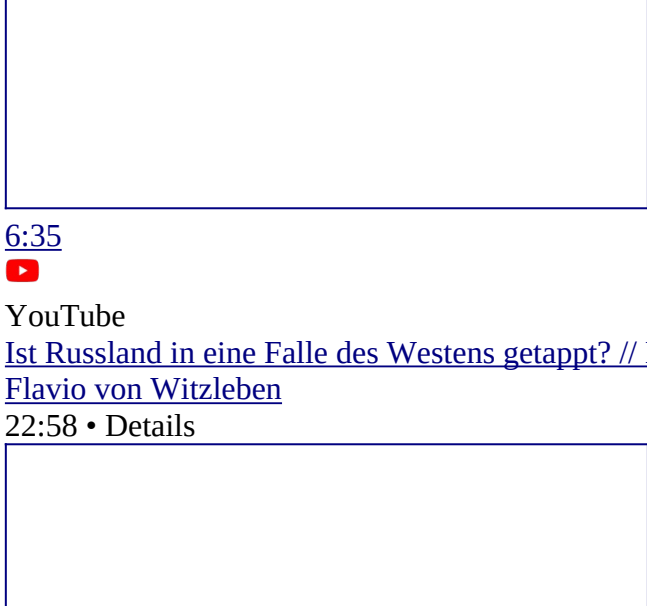 6:35
YouTube
Ist Russland in eine Falle des Westens getappt? //
Flavio von Witzleben
22:58 • Details